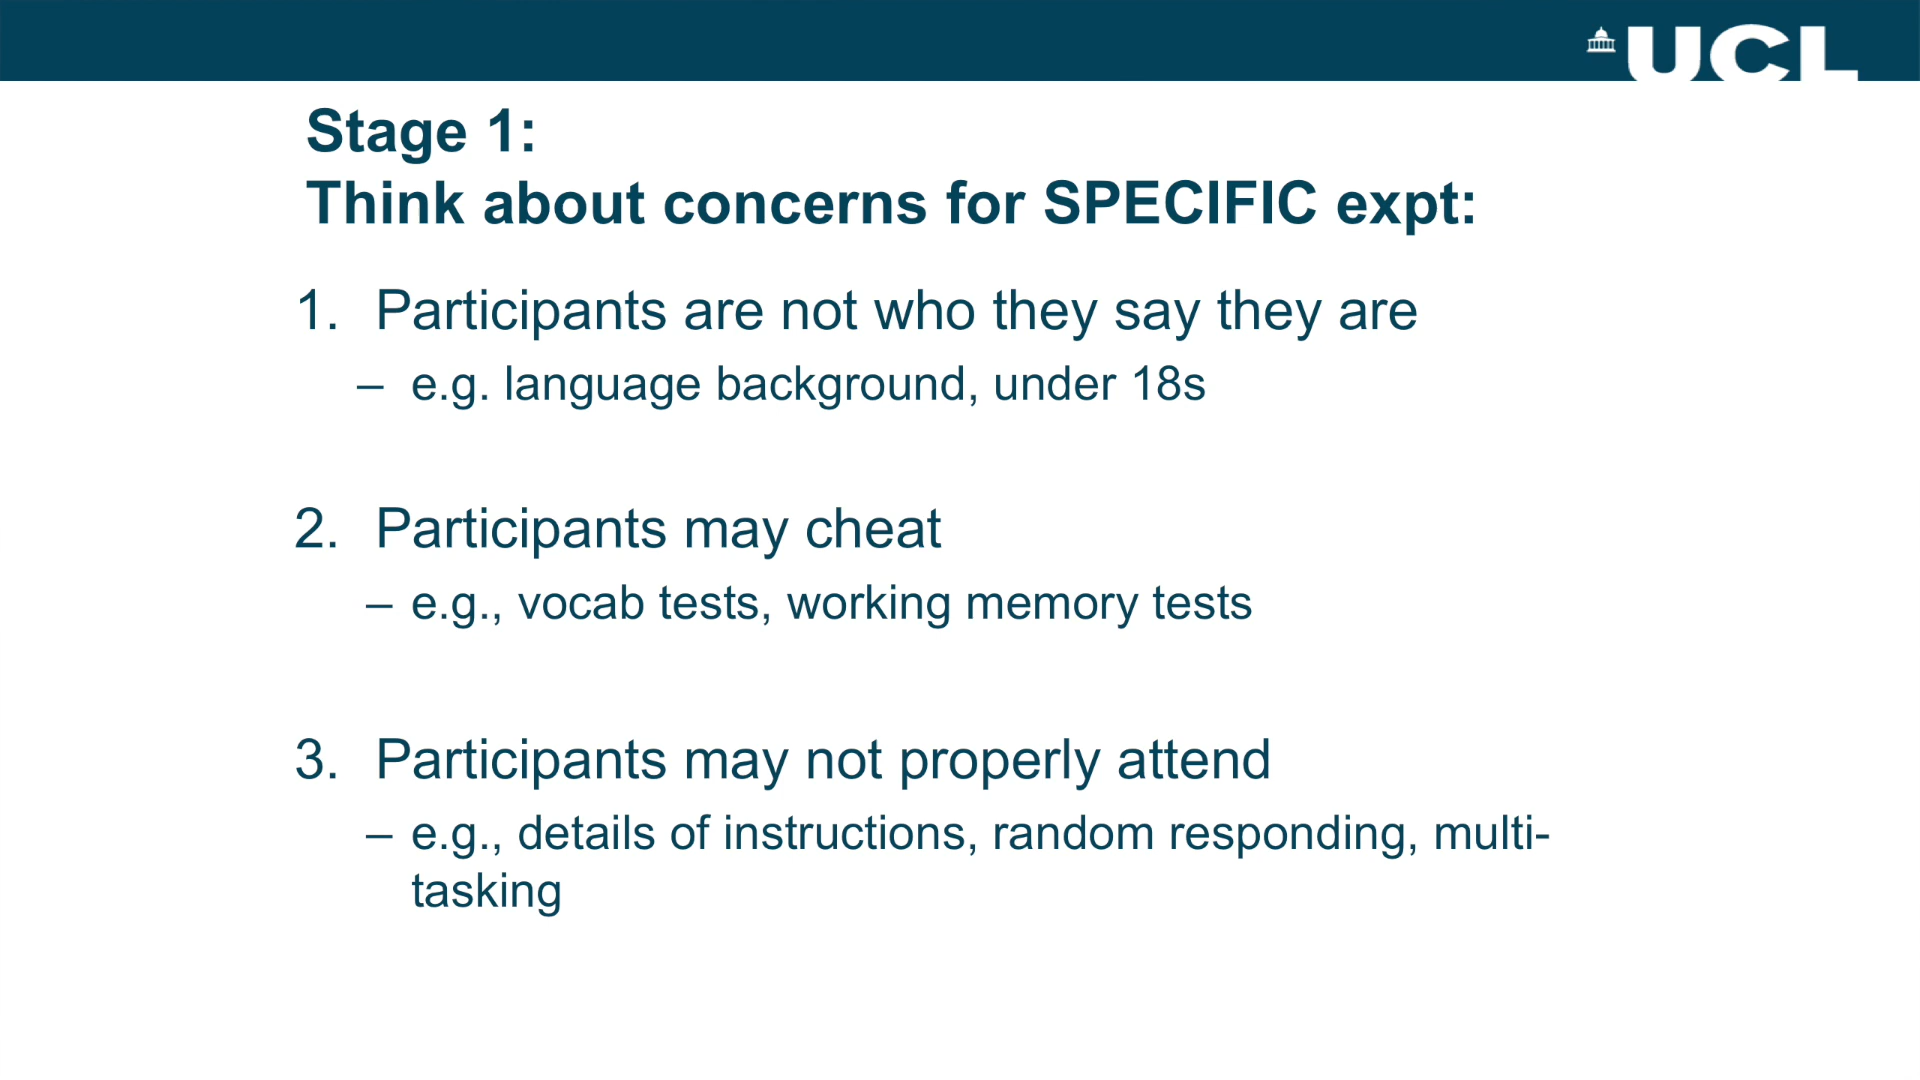 UCL
Stage 1:
Think about concerns for SPECIFIC expt:
1. Participants are not who they say they are
– e.g. language background, under 18s
2. Participants may cheat
– e.g., vocab tests, working memory tests
3. Participants may not properly attend
– e.g., details of instructions, random responding, multi-
tasking